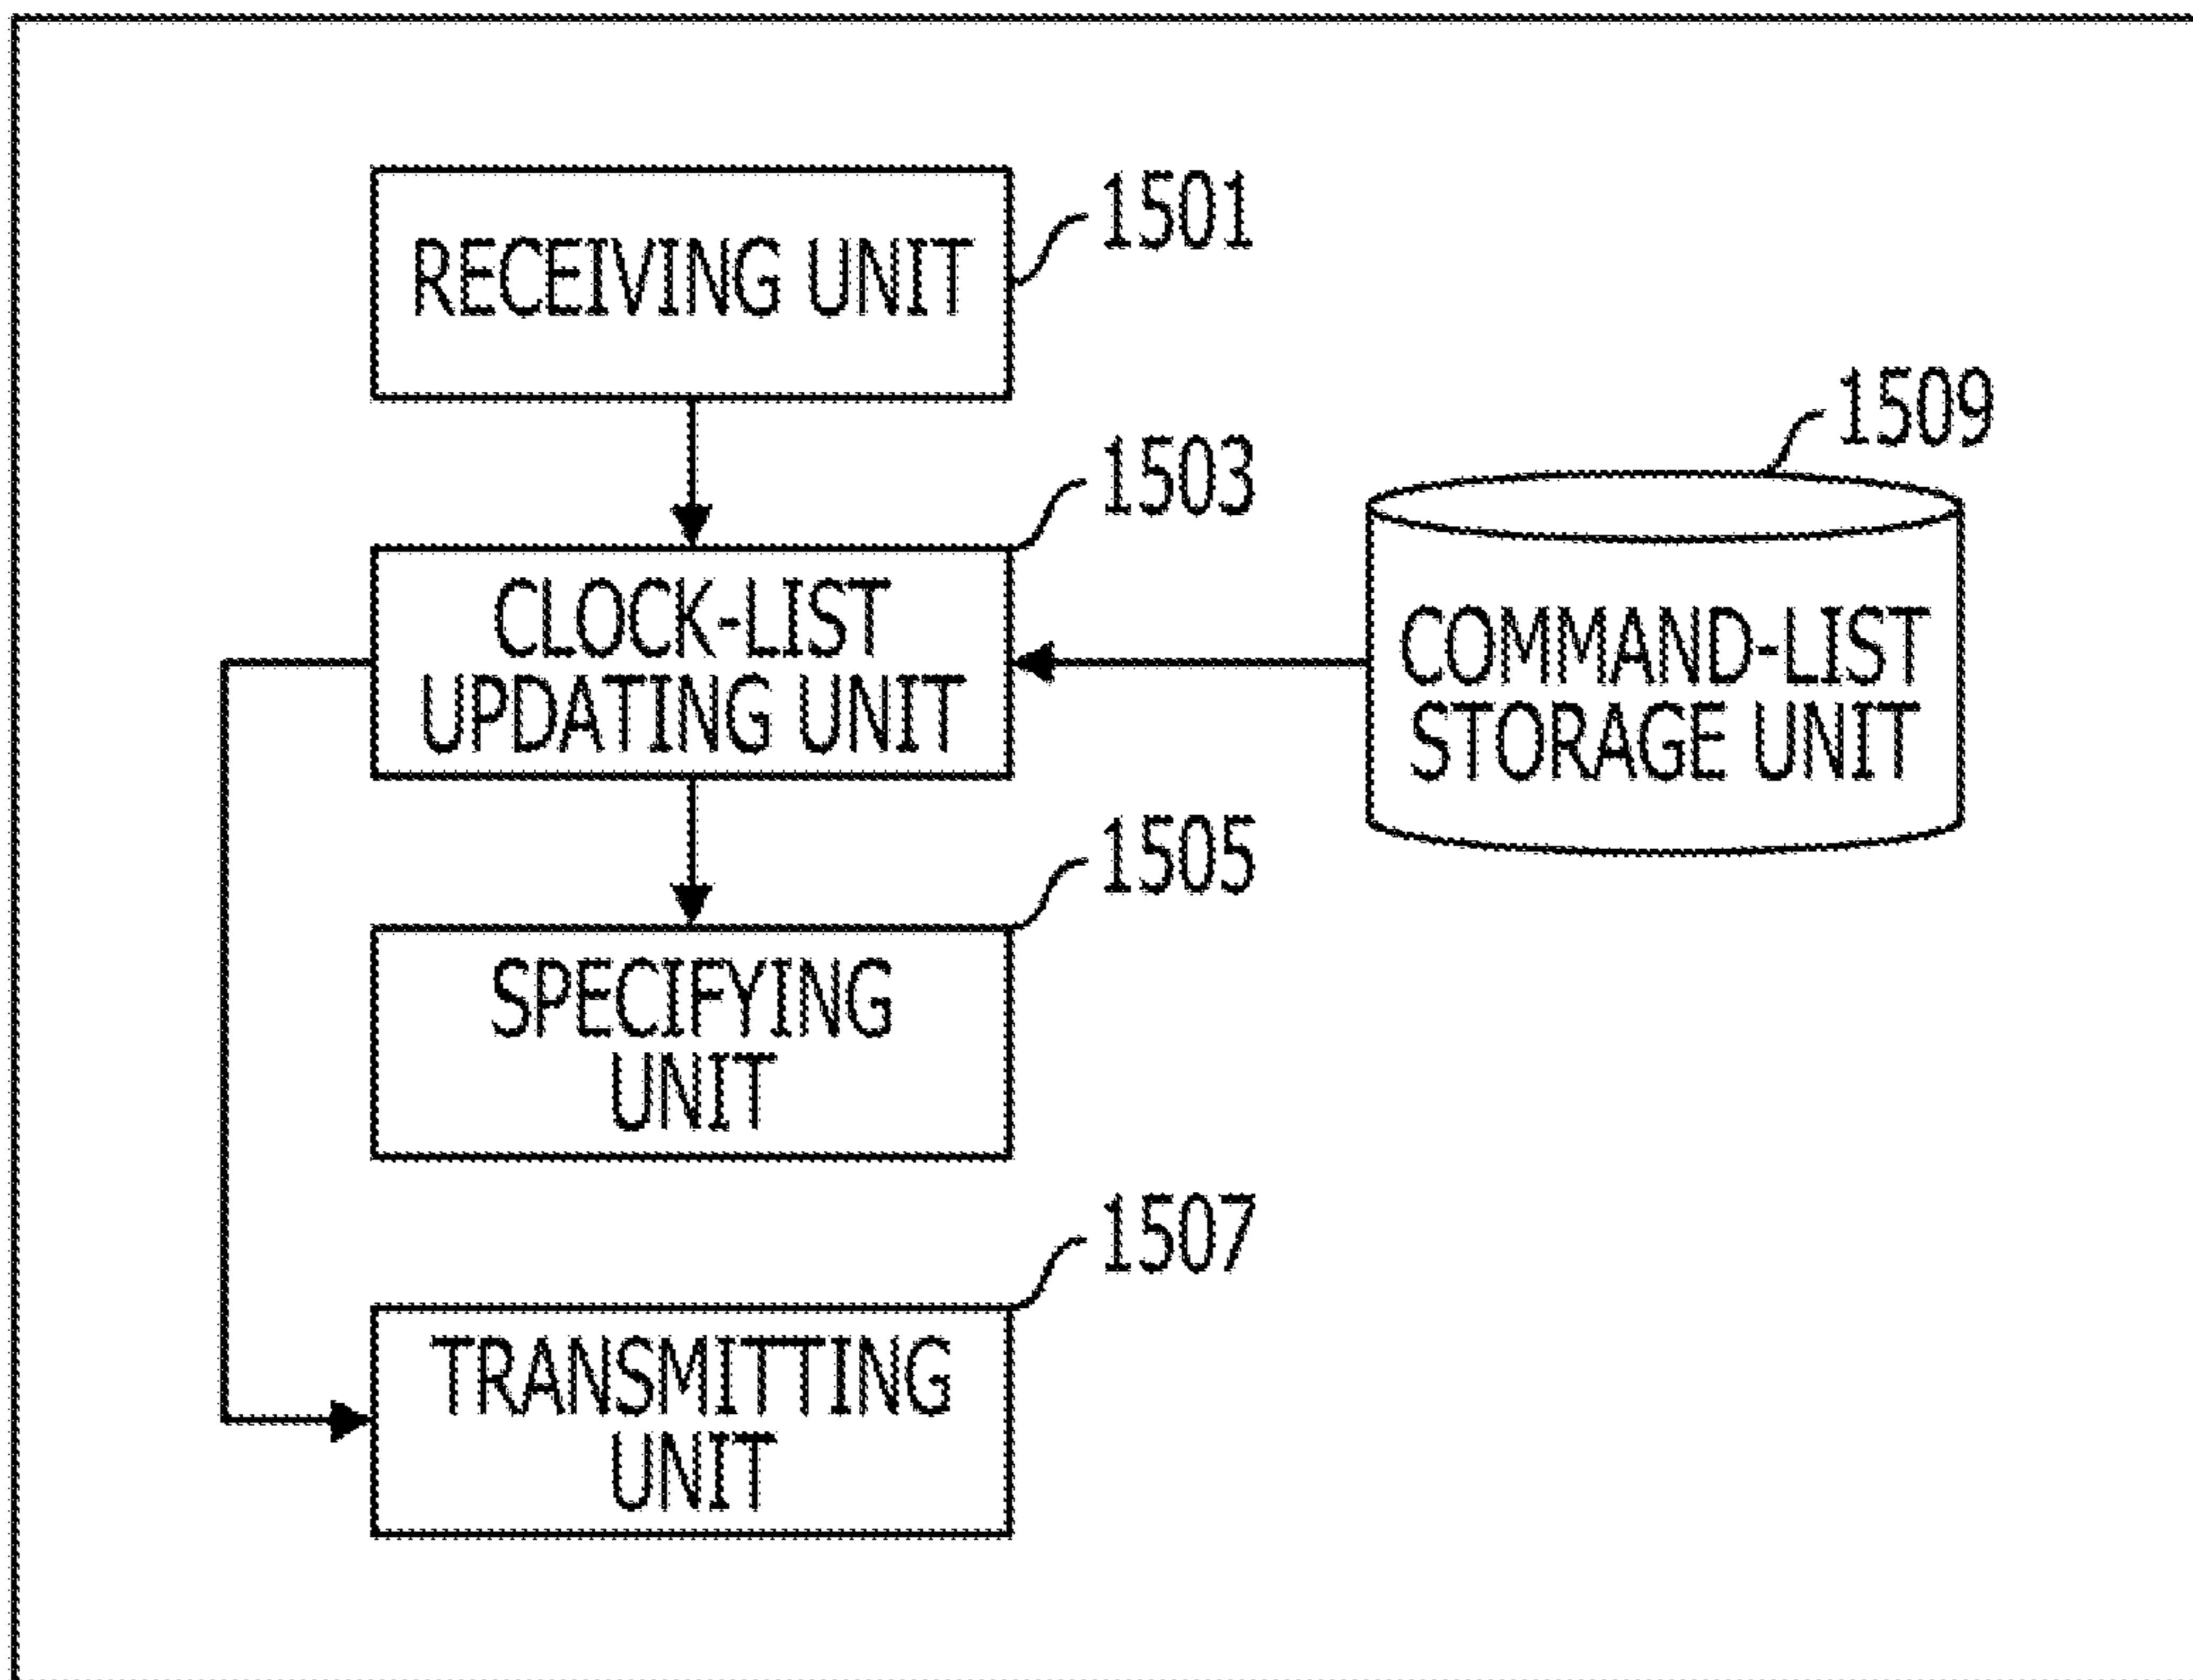 RECEIVING UNIT
1501
1509
1503
CLOCK-LIST
UPDATING UNIT
COMMAND-LIST
STORAGE UNIT
1505
SPECIFYING
UNIT
1507
TRANSMITTING
UNIT